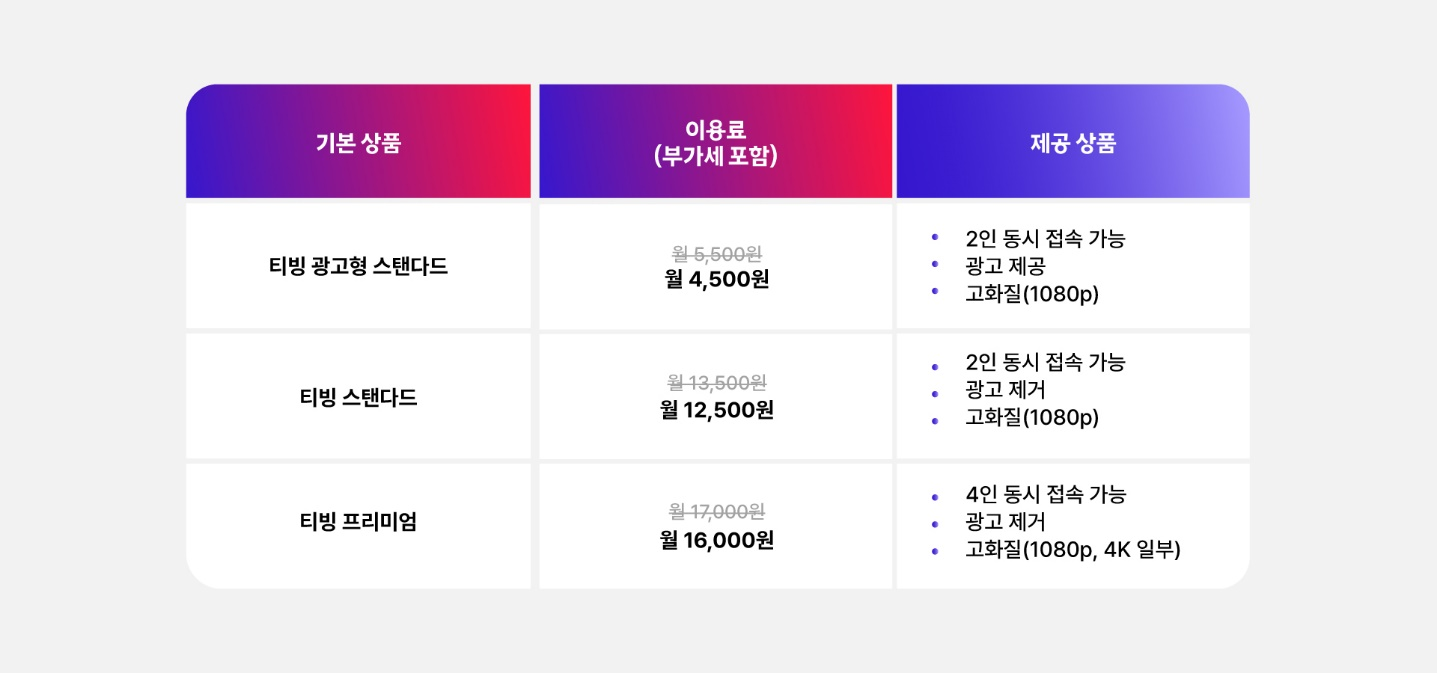 기본 상품
이용료
(부가세 포함)
제공 상품
티빙 광고형 스탠다드
월 5,500원
월 4,500원
2인 동시 접속 가능
광고 제공
고화질(1080p)
티빙 스탠다드
월 13,500원
월 12,500원
2인 동시 접속 가능
광고 제거
고화질(1080p)
티빙 프리미엄
월 17,000원
월 16,000원
4인 동시 접속 가능
광고 제거
고화질(1080p, 4K 일부)